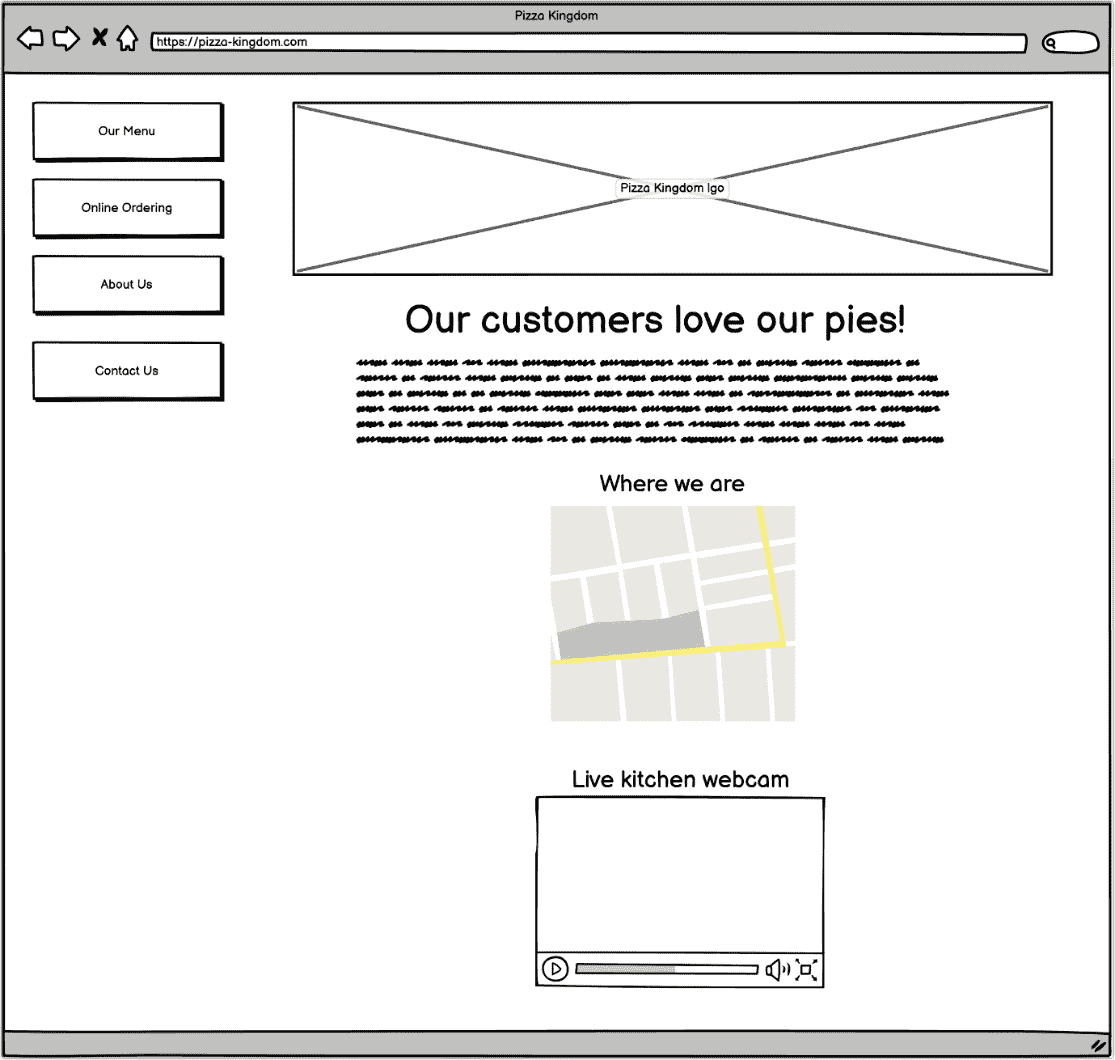 Pizza Kingdom
https://pizza-kingdom.com
Our Menu
Online Ordering
About Us
Contact Us
Pizza Kingdom lgo
Our customers love our pies!
Where we are
Live kitchen webcam